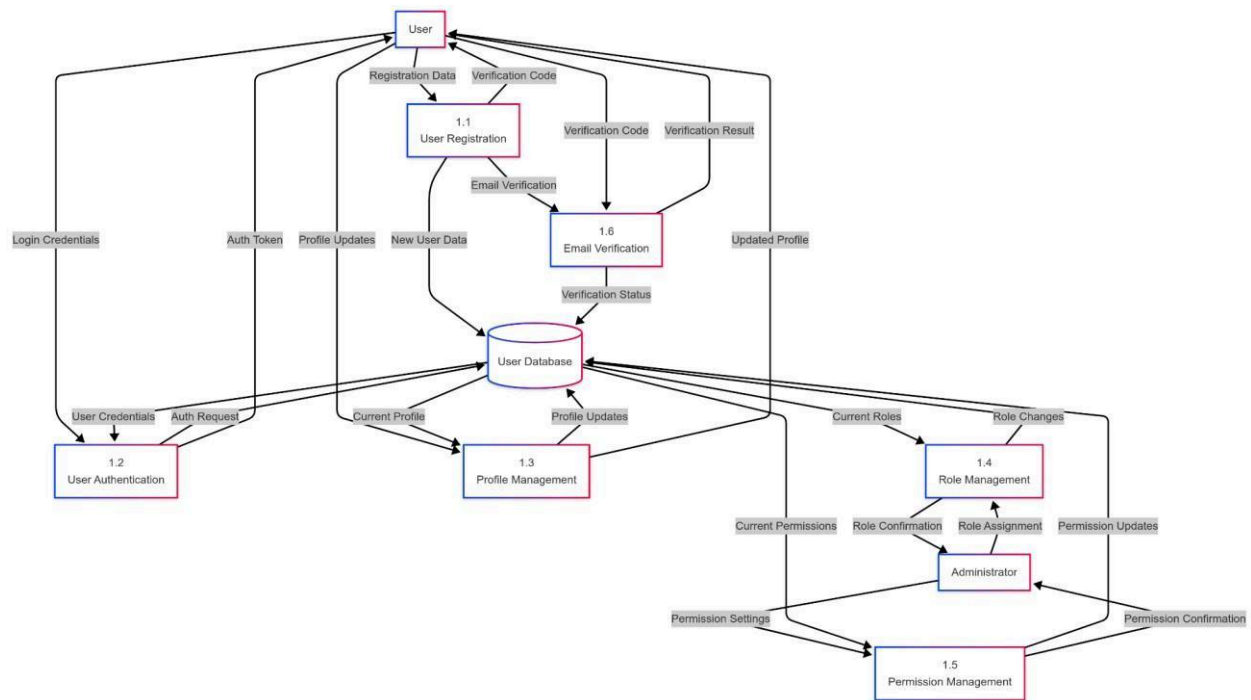 User
Registration Data
Verification Code
1.1
User Registration
Verification Code
Verification Result
Email Verification
Login Credentials
Auth Token
Profile Updates
New User Data
1.6
Email Verification
Updated Profile
Verification Status
User Database
User Credentials
Auth Request
Current Profile
Profile Updates
Current Roles
Role Changes
1.2
User Authentication
1.3
Profile Management
1.4
Role Management
Current Permissions
Role Confirmation
Role Assignment
Permission Updates
Administrator
Permission Settings
Permission Confirmation
1.5
Permission Management